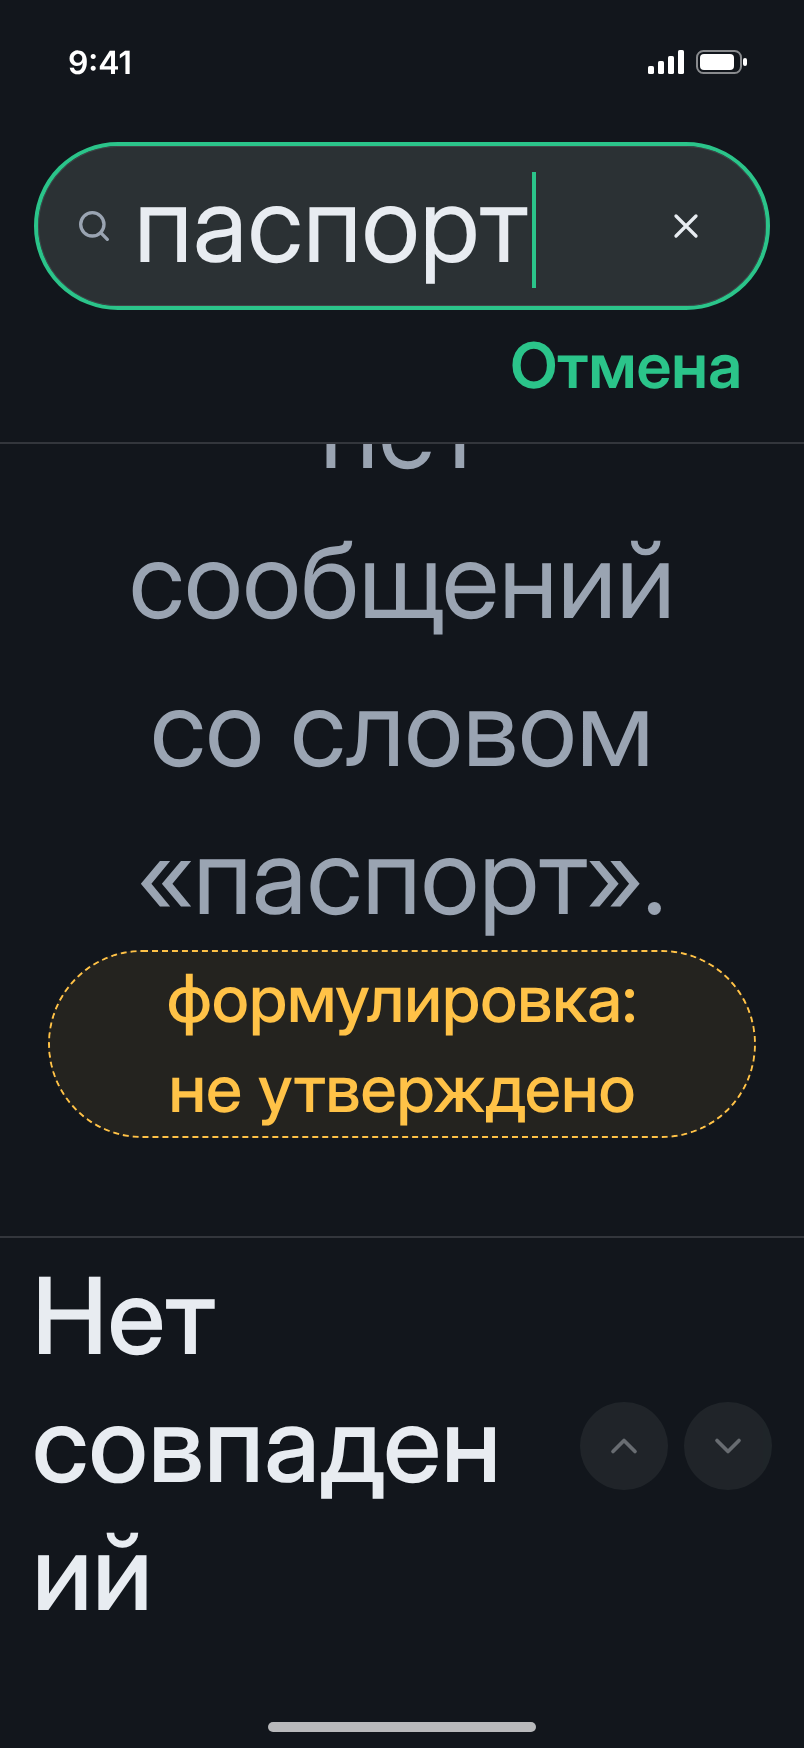 9:41
паспорт
Отмена
сообщений
со словом
«паспорт».
формулировка:
не утверждено
Нет
совпаден
ий